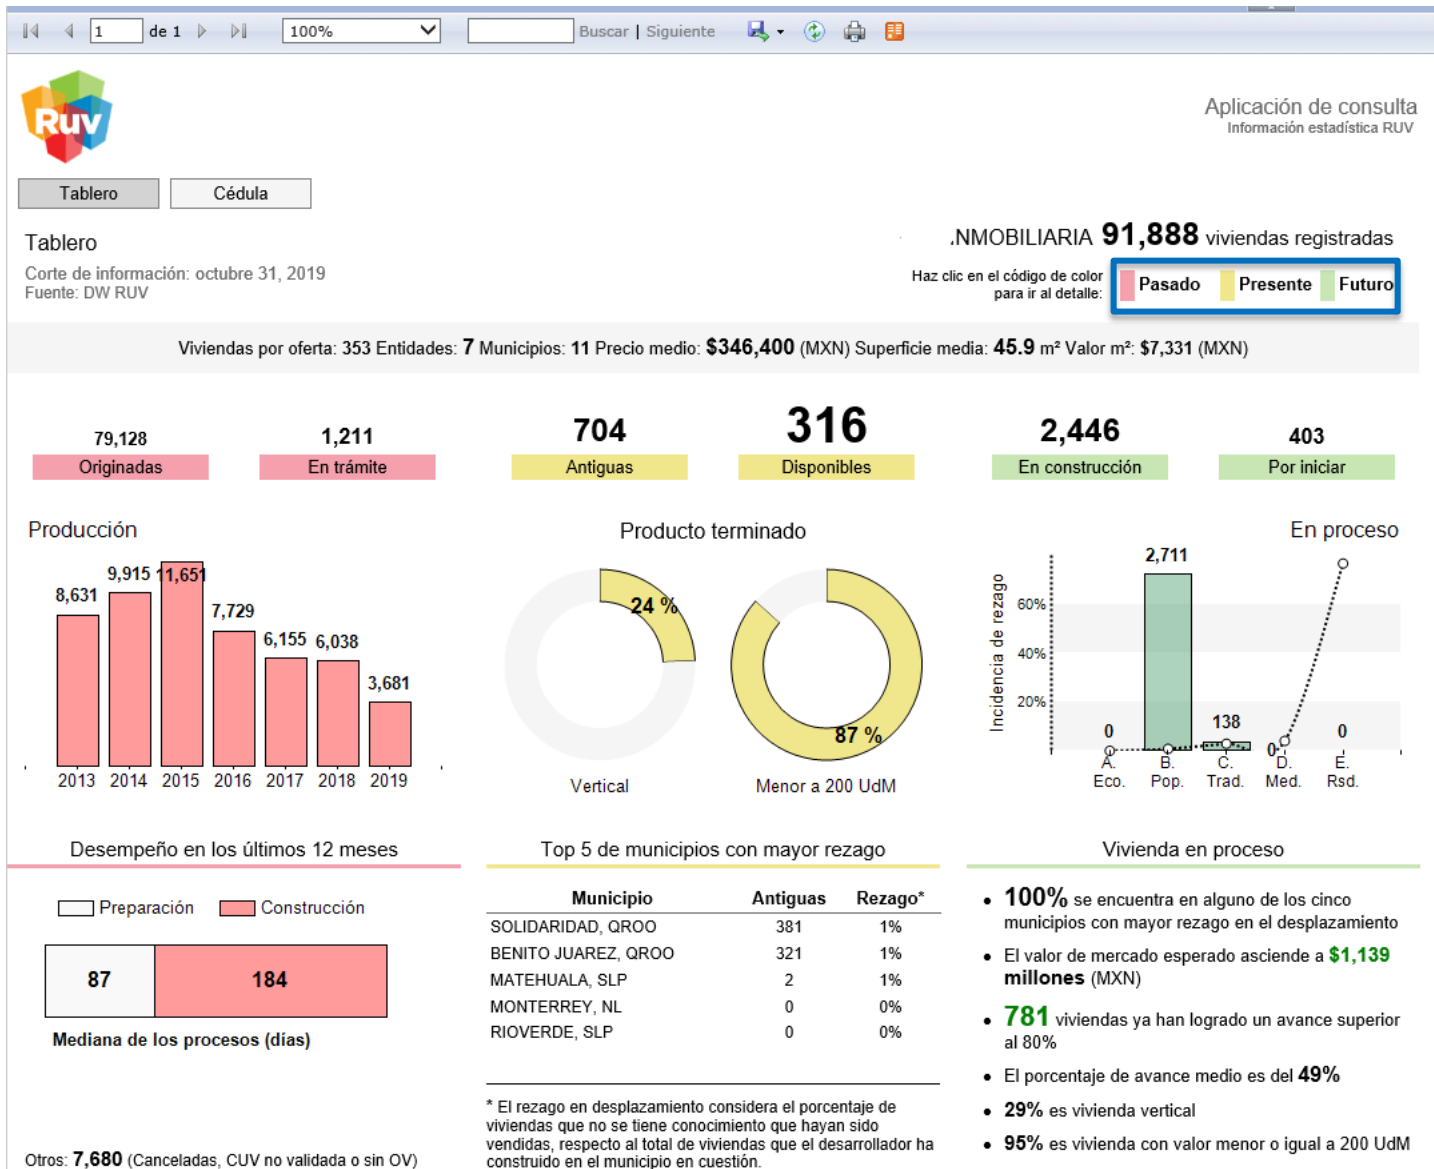 1 de 1 100% Buscar | Siguiente
Ruv
Aplicación de consulta
Información estadística RUV
Tablero Cédula
Tablero
NMOBILIARIA 91,888 viviendas registradas
Corte de información: octubre 31, 2019
Fuente: DW RUV
Haz clic en el código de color
para ir al detalle:
Pasado Presente Futuro
Viviendas por oferta: 353 Entidades: 7 Municipios: 11 Precio medio: $346,400 (MXN) Superficie media: 45.9 m² Valor m²: $7,331 (MXN)
79,128 1,211 704 316 2,446 403
Originadas En trámite Antiguas Disponibles En construcción Por iniciar
Producción
8,631 9,915 11,651 7,729 6,155 6,038 3,681
2013 2014 2015 2016 2017 2018 2019
Producto terminado
24 %
Vertical
87 %
Menor a 200 UdM
En proceso
Incidencia de rezago
60%
40%
20%
0 2,711 138 0 0
A. B. C. D. E.
Eco. Pop. Trad. Med. Rsd.
Desempeño en los últimos 12 meses
Preparación Construcción
87 184
Mediana de los procesos (días)
Otros: 7,680 (Canceladas, CUV no validada o sin OV)
Top 5 de municipios con mayor rezago
Municipio Antiguas Rezago*
SOLIDARIDAD, QROO 381 1%
BENITO JUAREZ, QROO 321 1%
MATEHUALA, SLP 2 1%
MONTERREY, NL 0 0%
RIOVERDE, SLP 0 0%
* El rezago en desplazamiento considera el porcentaje de
viviendas que no se tiene conocimiento que hayan sido
vendidas, respecto al total de viviendas que el desarrollador ha
construido en el municipio en cuestión.
Vivienda en proceso
• 100% se encuentra en alguno de los cinco
municipios con mayor rezago en el desplazamiento
• El valor de mercado esperado asciende a $1,139
millones (MXN)
• 781 viviendas ya han logrado un avance superior
al 80%
• El porcentaje de avance medio es del 49%
• 29% es vivienda vertical
• 95% es vivienda con valor menor o igual a 200 UdM